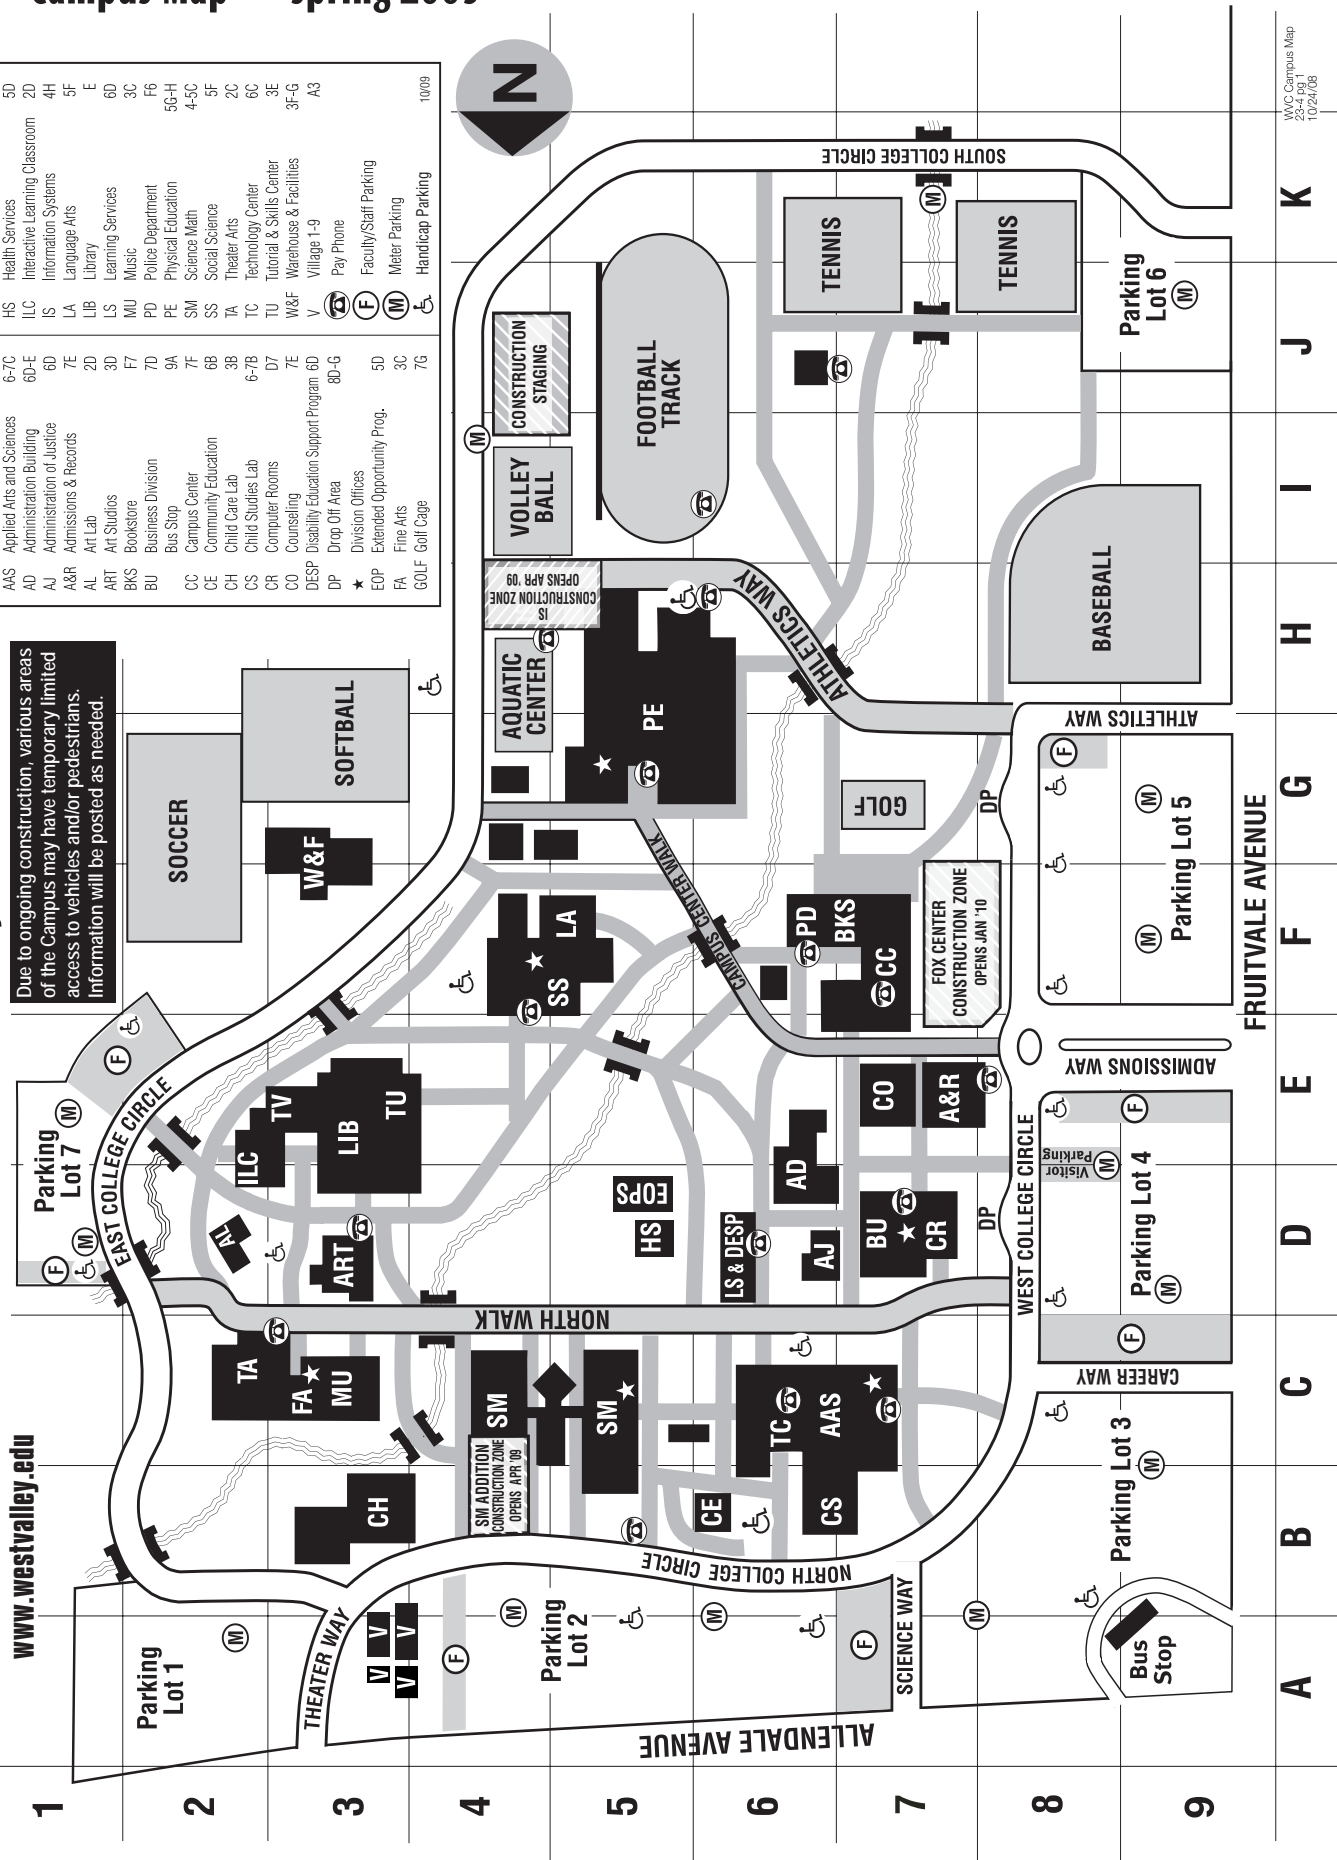 Campus Map Spring 2009
Due to ongoing construction, various areas
of the Campus may have temporary limited
access to vehicles and/or pedestrians.
Information will be posted as needed.
www.westvalley.edu
AAS Applied Arts and Sciences 6-7C
AD Administration Building 6D-E
AJ Administration of Justice 6D
A&R Admissions & Records 7E
AL Art Lab 2D
ART Art Studios 3D
BKS Bookstore F7
BU Business Division 7D
Bus Stop 9A
CC Campus Center 7F
CE Community Education 6B
CH Child Care Lab 3B
CS Child Studies Lab 6-7B
CR Computer Rooms D7
CO Counseling 7E
DESP Disability Education Support Program 6D
DP Drop Off Area 8D-G
★ Division Offices
EOP Extended Opportunity Prog. 5D
FA Fine Arts 3C
GOLF Golf Cage 7G
HS Health Services 5D
ILC Interactive Learning Classroom 2D
IS Information Systems 4H
LA Language Arts 5F
LIB Library E
LS Learning Services 6D
MU Music 3C
PD Police Department F6
PE Physical Education 5G-H
SM Science Math 4-5C
SS Social Science 5F
TA Theater Arts 2C
TC Technology Center 6C
TU Tutorial & Skills Center 3E
W&F Warehouse & Facilities 3F-G
V Village 1-9 A3
Pay Phone
F Faculty/Staff Parking
M Meter Parking
Handicap Parking
10/09
N
Parking
Lot 7
M
F
M
F
EAST COLLEGE CIRCLE
SOCCER
SOFTBALL
W&F
AQUATIC
CENTER
IS
CONSTRUCTION ZONE
OPENS APR '09
VOLLEY
BALL
CONSTRUCTION
STAGING
M
FOOTBALL
TRACK
SOUTH COLLEGE CIRCLE
TENNIS
TENNIS
M
Parking
Lot 6
M
BASEBALL
ATHLETICS WAY
ATHLETICS WAY
PE
★
GOLF
CAMPUS CENTER WALK
LA
★
SS
PD
BKS
CC
FOX CENTER
CONSTRUCTION ZONE
OPENS JAN '10
DP
F
M
M
Parking Lot 5
FRUITVALE AVENUE
ADMISSIONS WAY
TV
ILC
LIB
TU
AL
ART
EOPS
HS
LS & DESP
AD
AJ
CO
A&R
BU
★
CR
DP
WEST COLLEGE CIRCLE
F
Visitor
Parking
M
Parking Lot 4
M
F
NORTH WALK
TA
FA ★
MU
SM
SM
★
SM ADDITION
CONSTRUCTION ZONE
OPENS APR '09
TC
AAS
★
CS
CE
CH
CAREER WAY
Parking Lot 3
M
NORTH COLLEGE CIRCLE
Parking
Lot 1
M
THEATER WAY
V
V
V
V
F
M
Parking
Lot 2
M
F
SCIENCE WAY
M
Bus
Stop
ALLENDALE AVENUE
1
2
3
4
5
6
7
8
9
A
B
C
D
E
F
G
H
I
J
K
WVC Campus Map
23-4 pg 1
10/24/08